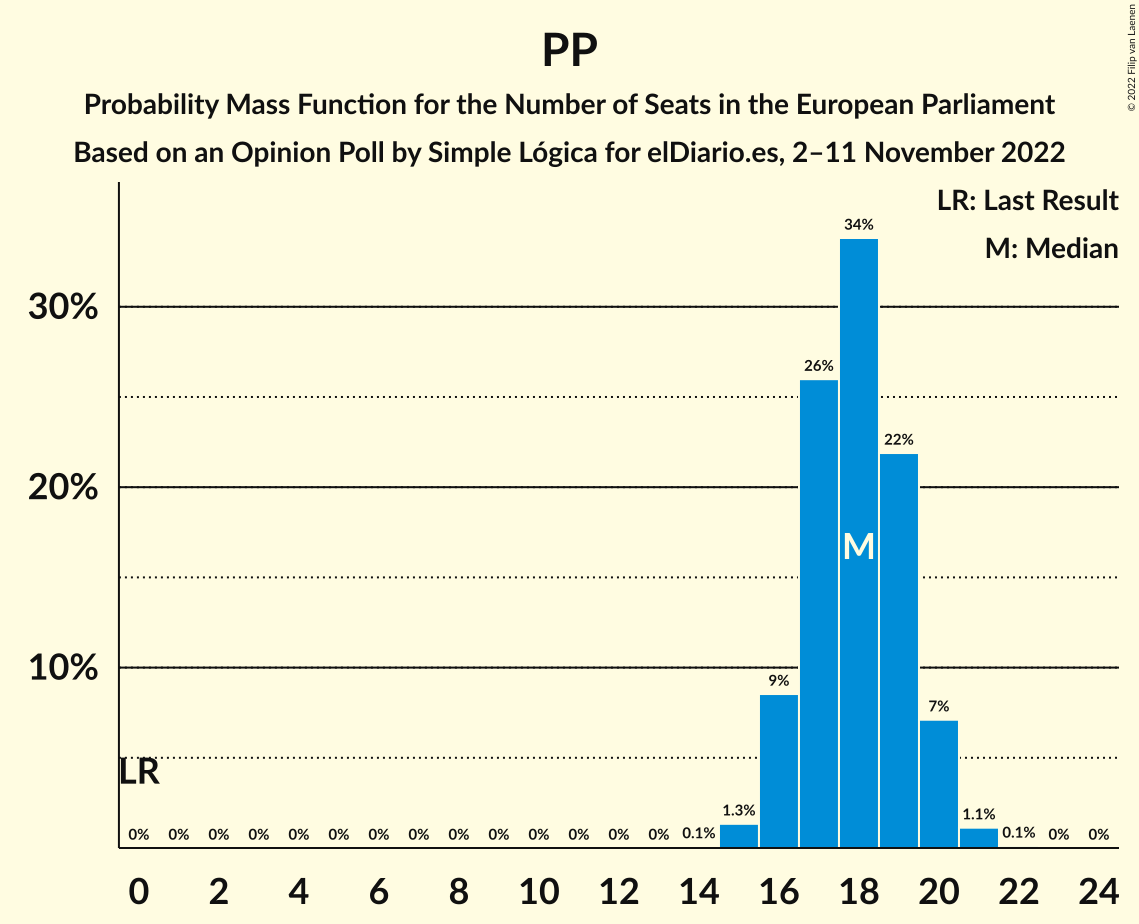 PP
Probability Mass Function for the Number of Seats in the European Parliament
Based on an Opinion Poll by Simple Lógica for elDiario.es, 2–11 November 2022
© 2022 Filip van Laenen
LR: Last Result
M: Median
34%
30%
26%
22%
20%
M
10%
9%
7%
LR
1.3%
1.1%
0% 0% 0% 0% 0% 0% 0% 0% 0% 0% 0% 0% 0% 0% 0.1% 0.1% 0% 0%
0 2 4 6 8 10 12 14 16 18 20 22 24